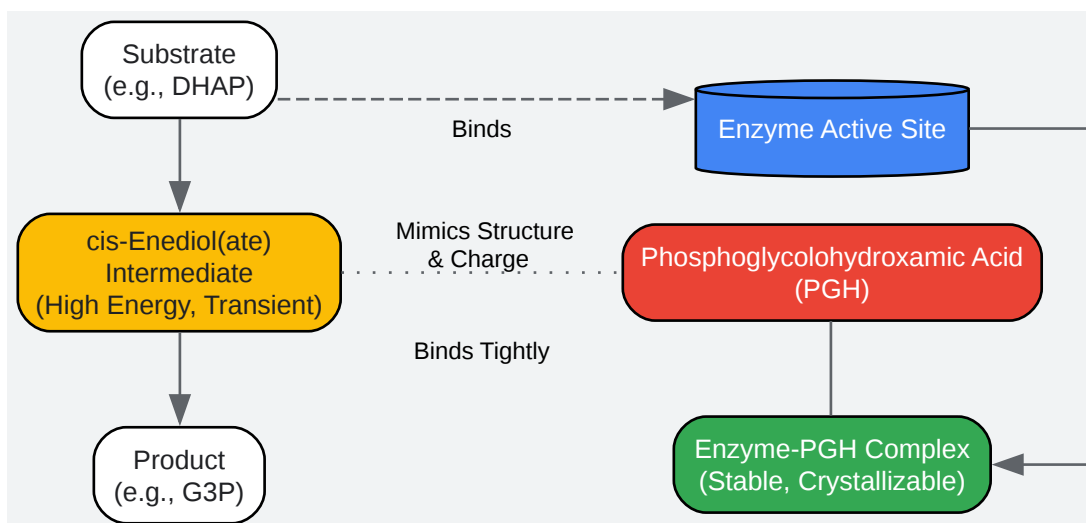 Substrate
(e.g., DHAP)
Binds
Enzyme Active Site
cis-Enediol(ate)
Intermediate
(High Energy, Transient)
Mimics Structure
& Charge
Phosphoglycolohydroxamic Acid
(PGH)
Binds Tightly
Product
(e.g., G3P)
Enzyme-PGH Complex
(Stable, Crystallizable)